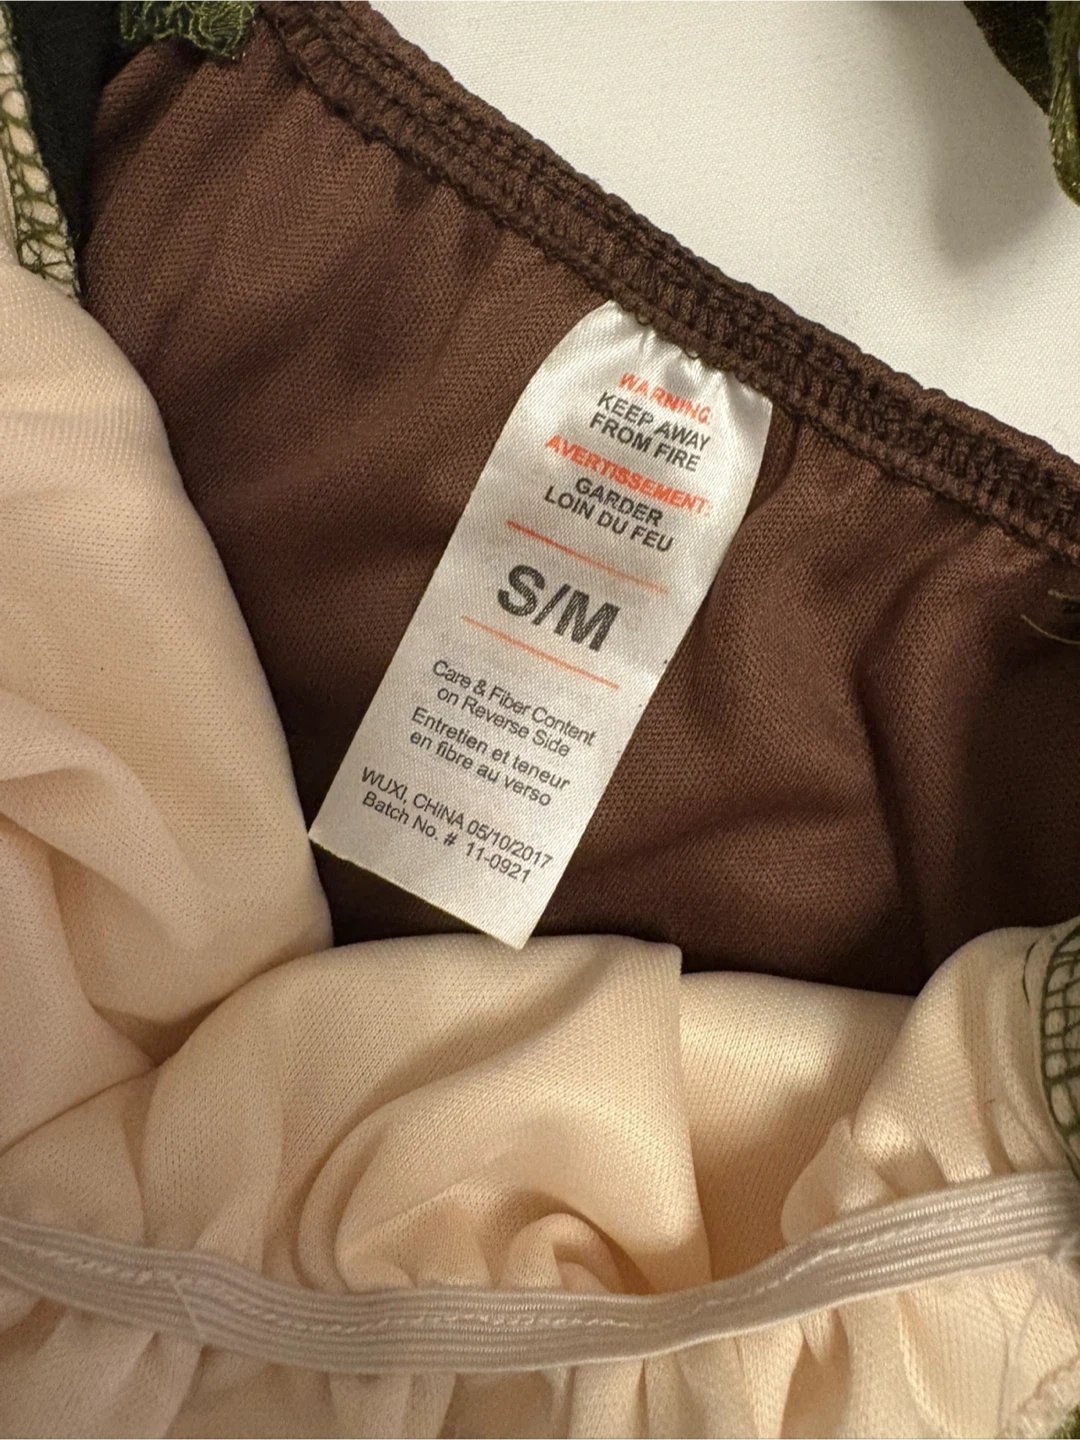 WARNING:
KEEP AWAY
FROM FIRE
AVERTISSEMENT:
GARDER
LOIN DU FEU
S/M
Care & Fiber Content
on Reverse Side
Entretien et teneur
en fibre au verso
WUXI, CHINA 05/10/2017
Batch No. # 11-0921